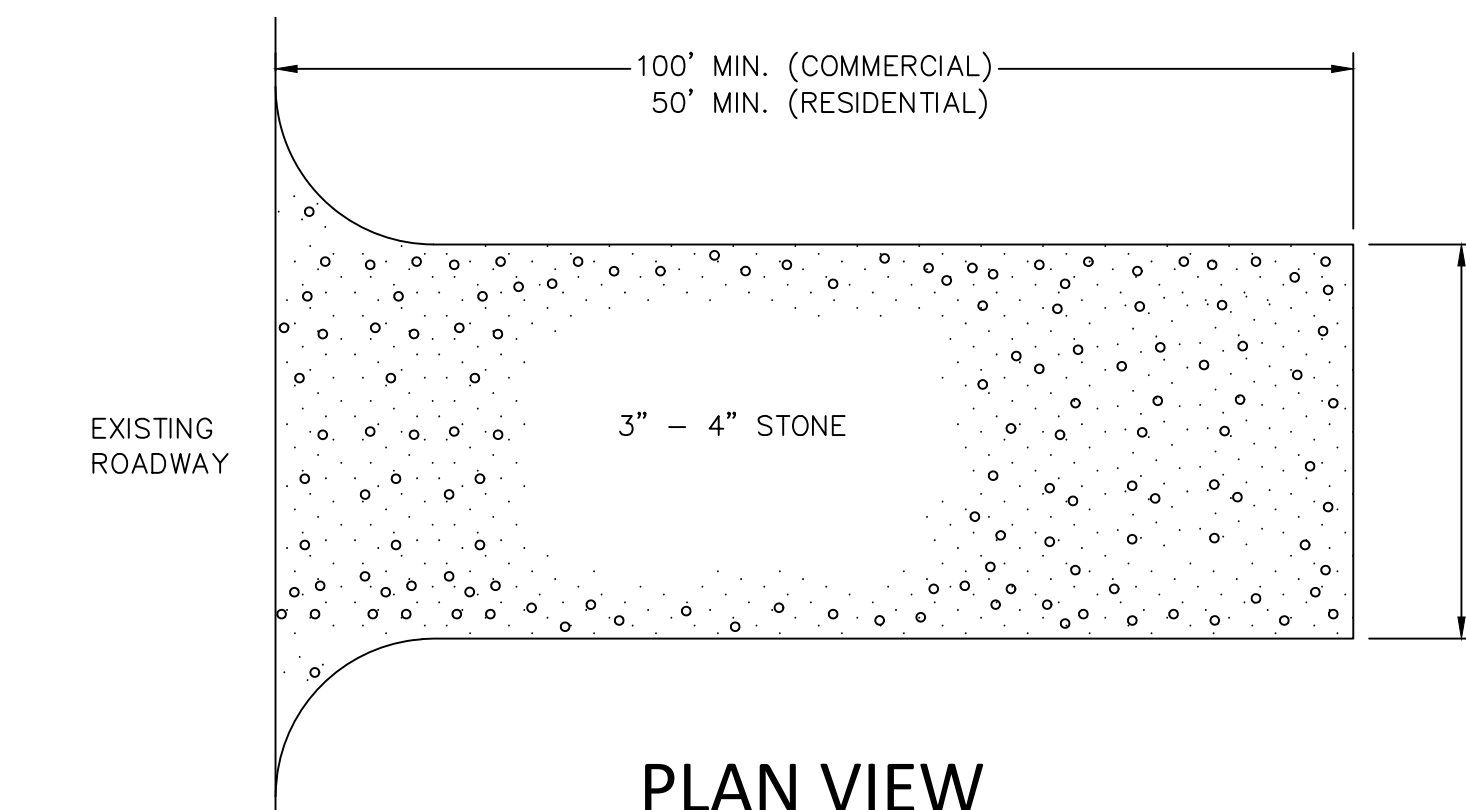 100’ MIN. (COMMERCIAL)
50’ MIN. (RESIDENTIAL)
3” – 4” STONE
EXISTING
ROADWAY
PLAN VIEW